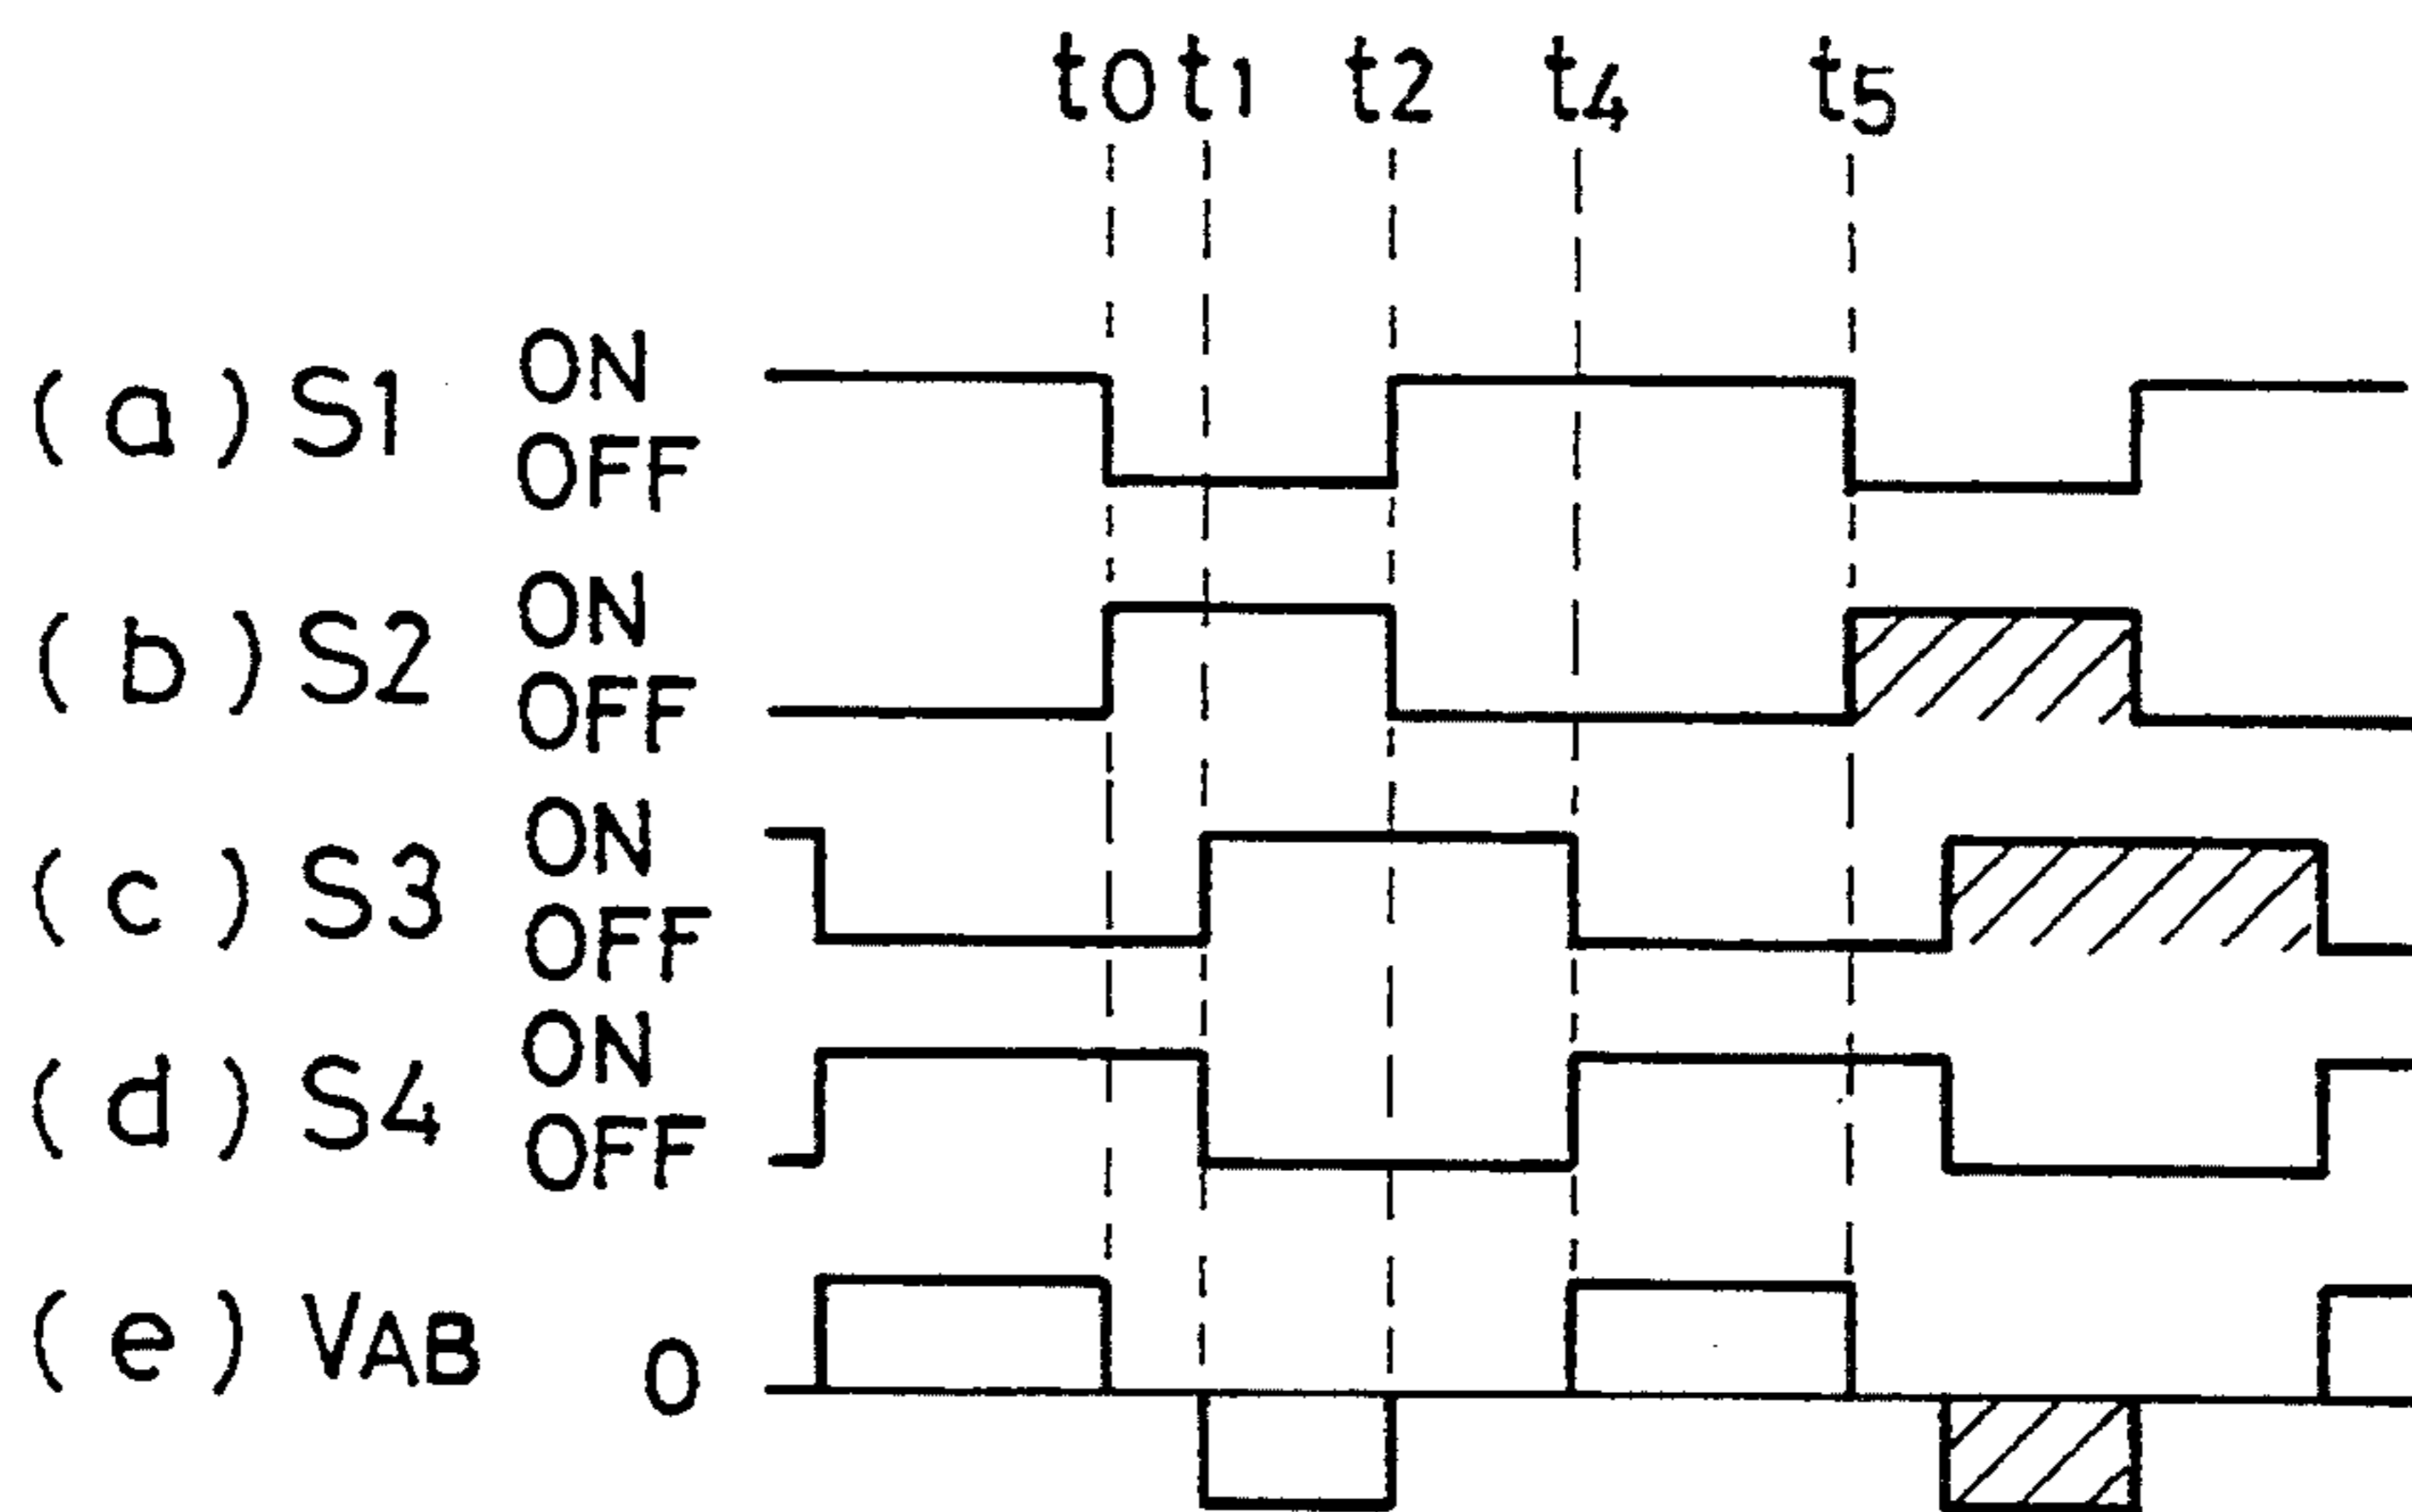 t0 t1 t2 t4 t5
(a) S1 ON
OFF
(b) S2 ON
OFF
(c) S3 ON
OFF
(d) S4 ON
OFF
(e) VAB 0